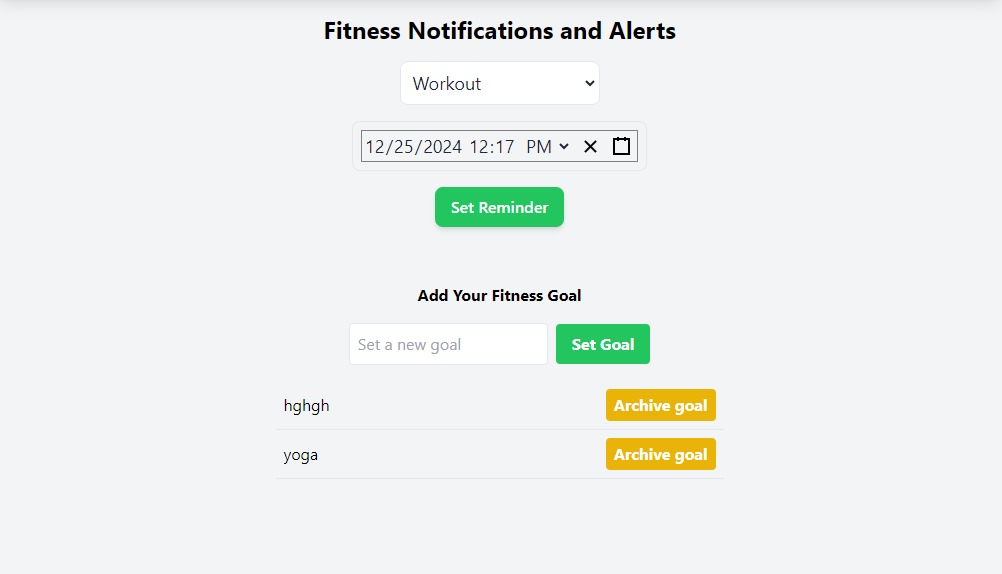 Fitness Notifications and Alerts
Workout
12/25/2024 12:17 PM
Set Reminder
Add Your Fitness Goal
Set a new goal Set Goal
hghgh Archive goal
yoga Archive goal